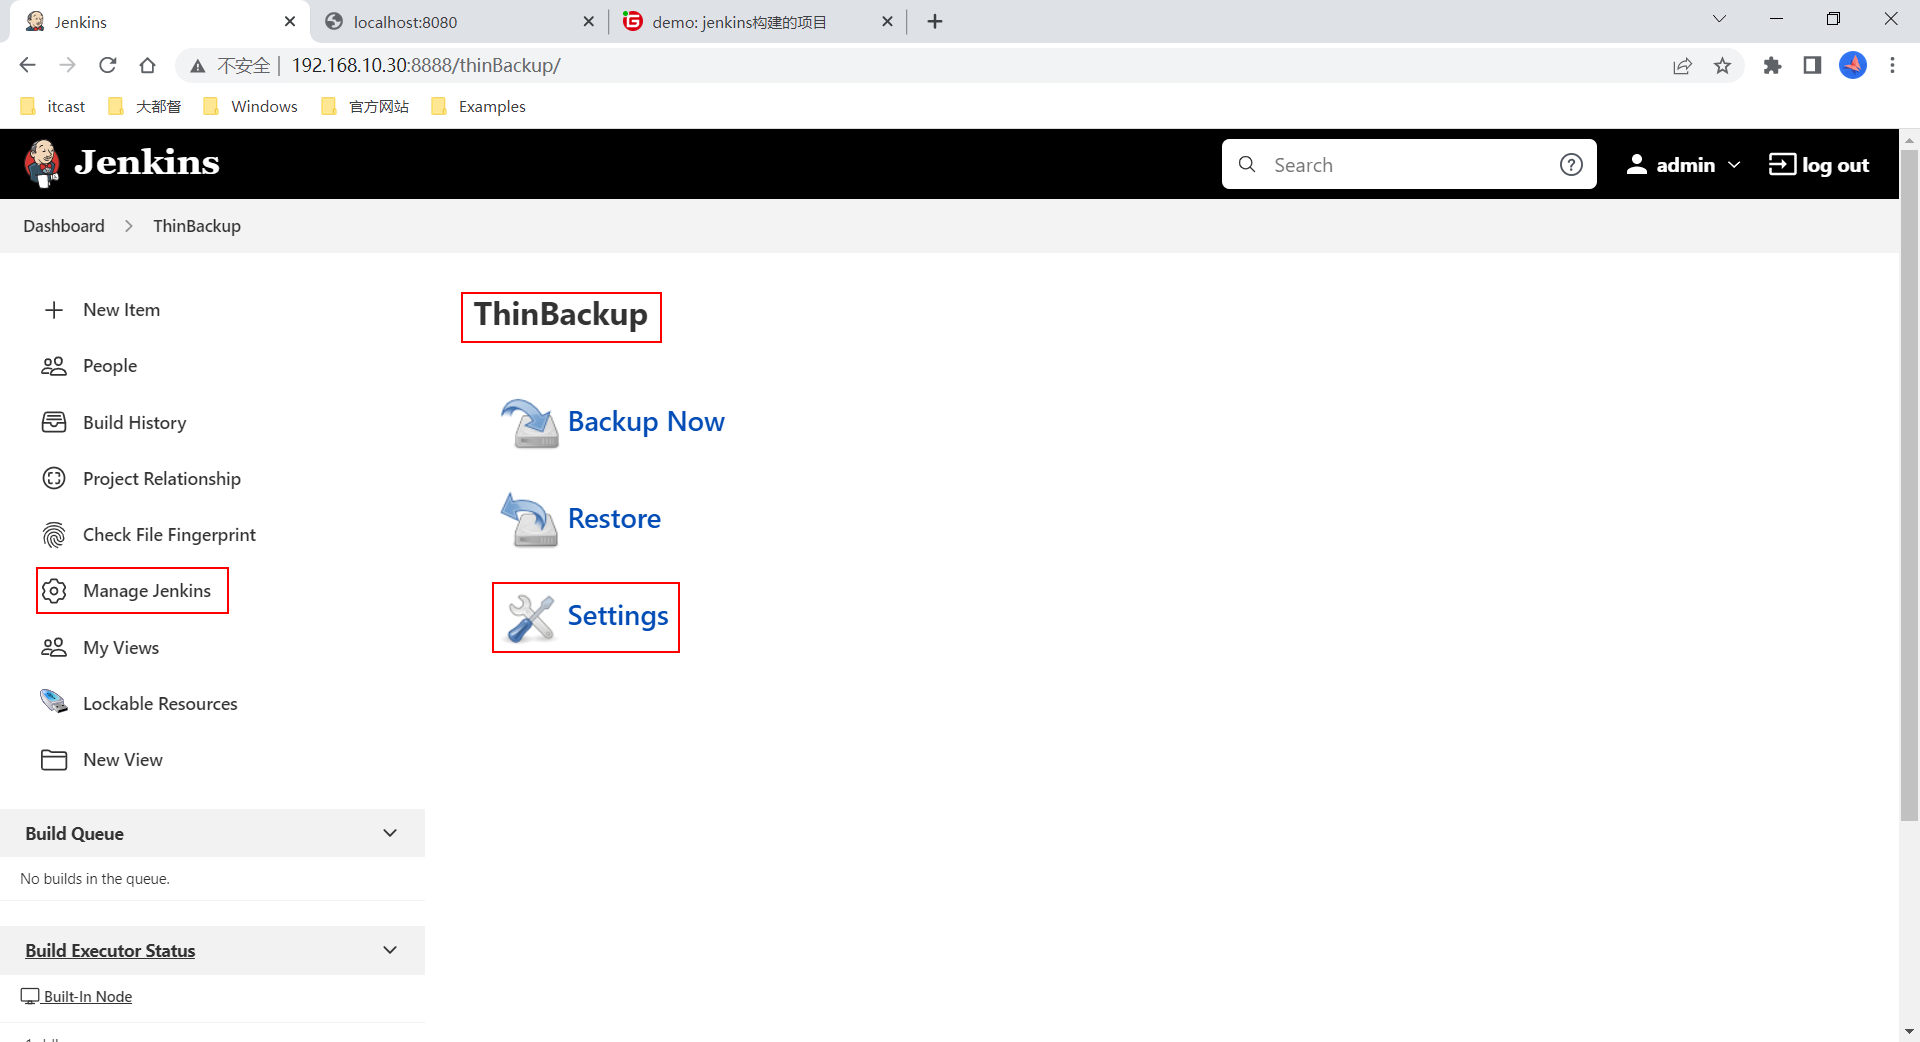 Jenkins
localhost:8080
demo: jenkins构建的项目
不安全 192.168.10.30:8888/thinBackup/
itcast
大都督
Windows
官方网站
Examples
Jenkins
Search
admin
log out
Dashboard
ThinBackup
New Item
People
Build History
Project Relationship
Check File Fingerprint
Manage Jenkins
My Views
Lockable Resources
New View
Build Queue
No builds in the queue.
Build Executor Status
Built-In Node
ThinBackup
Backup Now
Restore
Settings